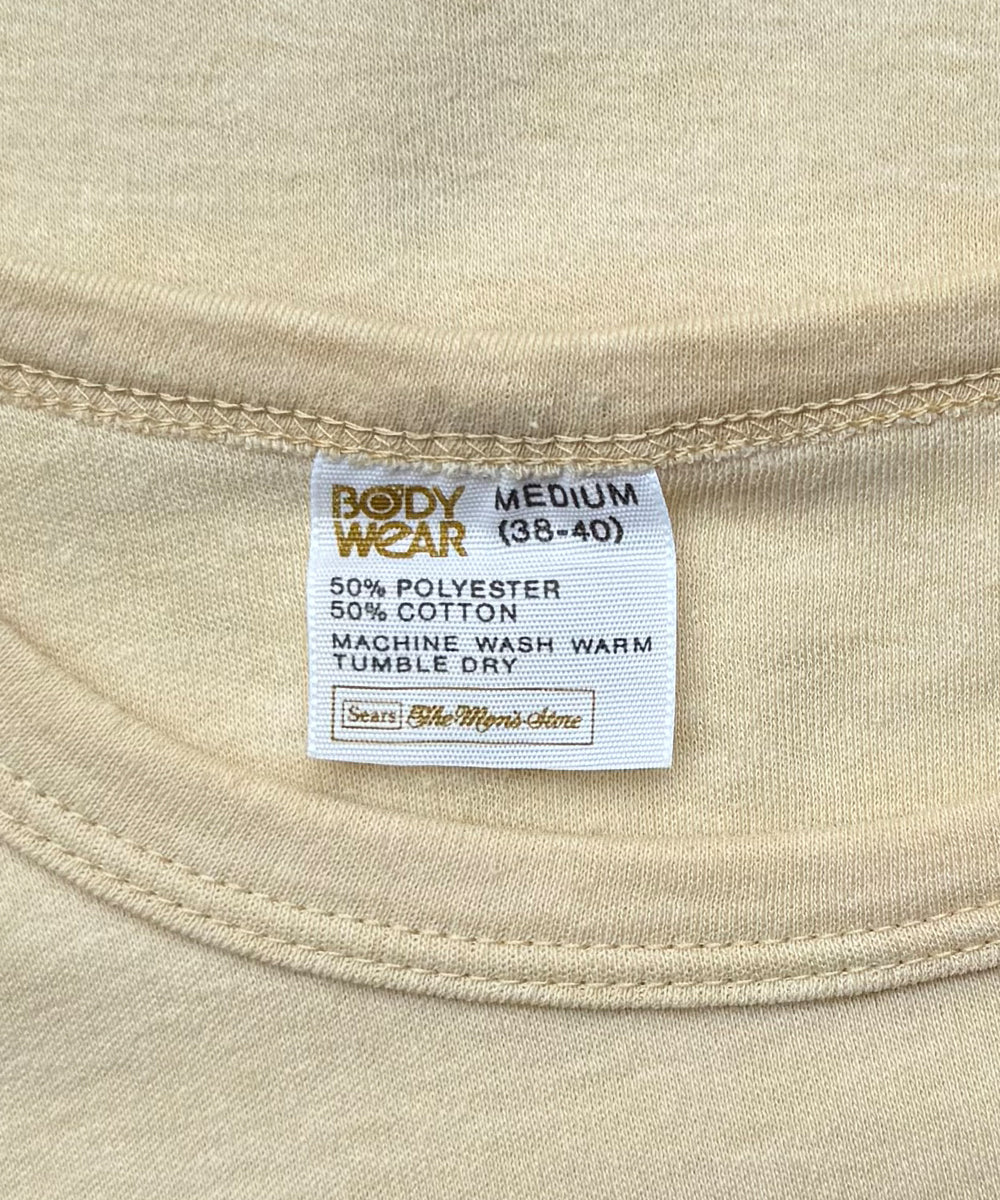 BODY
WEAR
MEDIUM
(38-40)
50% POLYESTER
50% COTTON
MACHINE WASH WARM
TUMBLE DRY
Sears The Men's Store